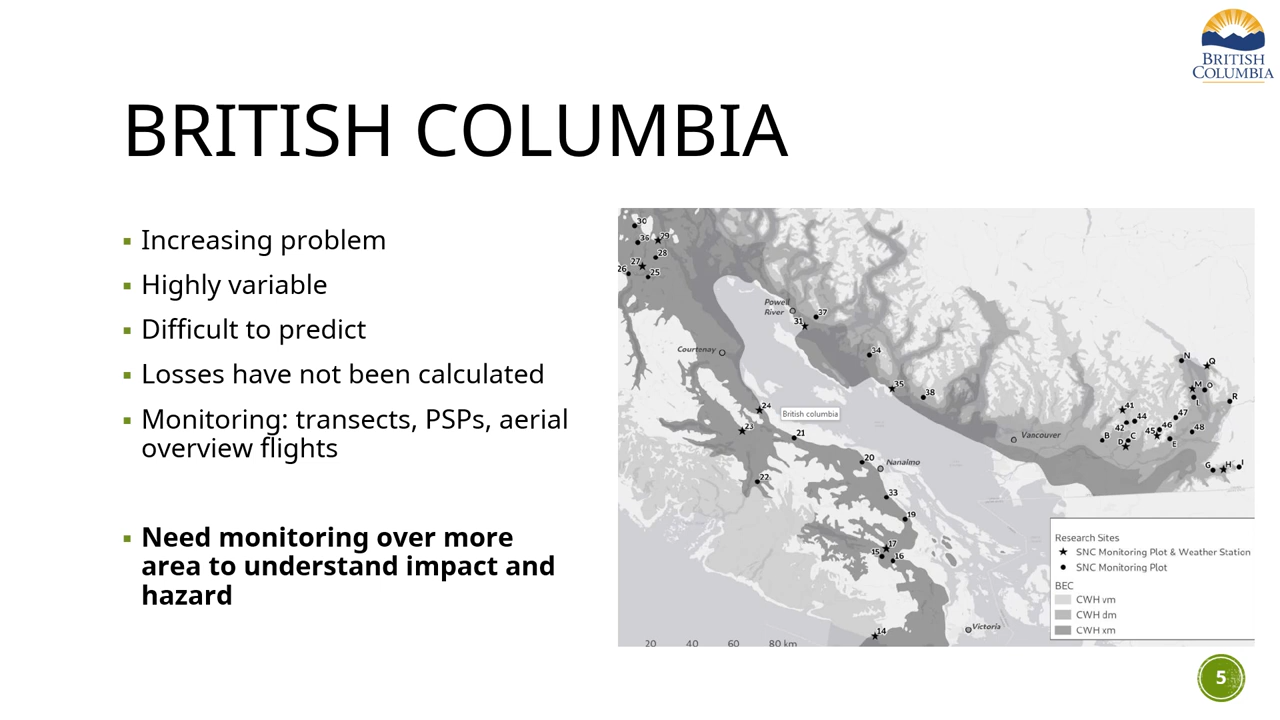 BRITISH
COLUMBIA
BRITISH COLUMBIA
Increasing problem
Highly variable
Difficult to predict
Losses have not been calculated
Monitoring: transects, PSPs, aerial
overview flights
Need monitoring over more
area to understand impact and
hazard
30
36
29
28
27
26
25
Powell
River
37
31
34
Courtenay
35
38
24
British columbia
23
21
20
Nanaimo
22
33
19
17
15
16
14
Victoria
Vancouver
N
Q
M
O
R
41
44
47
42
46
45
48
B
C
D
E
G
H
I
20
40
60
80 km
Research Sites
SNC Monitoring Plot & Weather Station
SNC Monitoring Plot
BEC
CWH vm
CWH dm
CWH xm
5